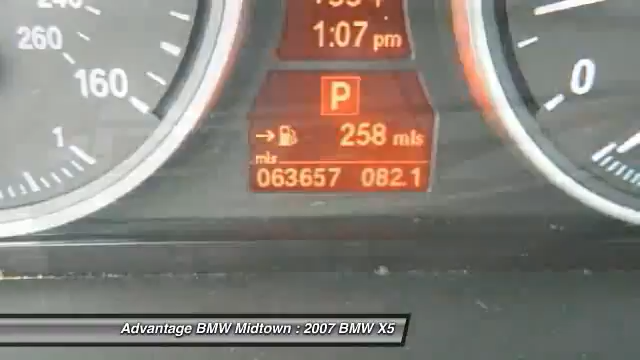 240
260
160
1
1:07 pm
P
258 mls
mls
063657 082.1
0
Advantage BMW Midtown : 2007 BMW X5